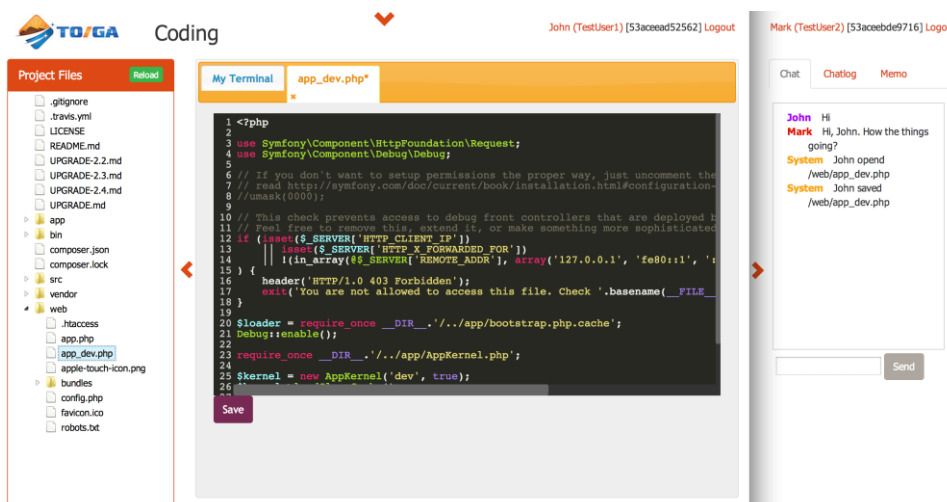 TO/GA
Coding
John (TestUser1) [53aceead52562] Logout
Mark (TestUser2) [53aceebde9716] Logo
Project Files
Reload
.gitignore
.travis.yml
LICENSE
README.md
UPGRADE-2.2.md
UPGRADE-2.3.md
UPGRADE-2.4.md
UPGRADE.md
app
bin
composer.json
composer.lock
src
vendor
web
.htaccess
app.php
app_dev.php
apple-touch-icon.png
bundles
config.php
favicon.ico
robots.txt
My Terminal
app_dev.php*
×
1 <?php
2
3 use Symfony\Component\HttpFoundation\Request;
4 use Symfony\Component\Debug\Debug;
5
6 // If you don't want to setup permissions the proper way, just uncomment the
7 // read http://symfony.com/doc/current/book/installation.html#configuration-
8 //umask(0000);
9
10 // This check prevents access to debug front controllers that are deployed b
11 // Feel free to remove this, extend it, or make something more sophisticated
12 if (isset($_SERVER['HTTP_CLIENT_IP'])
13 || isset($_SERVER['HTTP_X_FORWARDED_FOR'])
14 || !(in_array(@$_SERVER['REMOTE_ADDR'], array('127.0.0.1', 'fe80::1', ':
15 ) {
16 header('HTTP/1.0 403 Forbidden');
17 exit('You are not allowed to access this file. Check '.basename(__FILE__
18 }
19
20 $loader = require_once __DIR__.'/../app/bootstrap.php.cache';
21 Debug::enable();
22
23 require_once __DIR__.'/../app/AppKernel.php';
24
25 $kernel = new AppKernel('dev', true);
26
Save
Chat
Chatlog
Memo
John Hi
Mark Hi, John. How the things
going?
System John opend
/web/app_dev.php
System John saved
/web/app_dev.php
Send